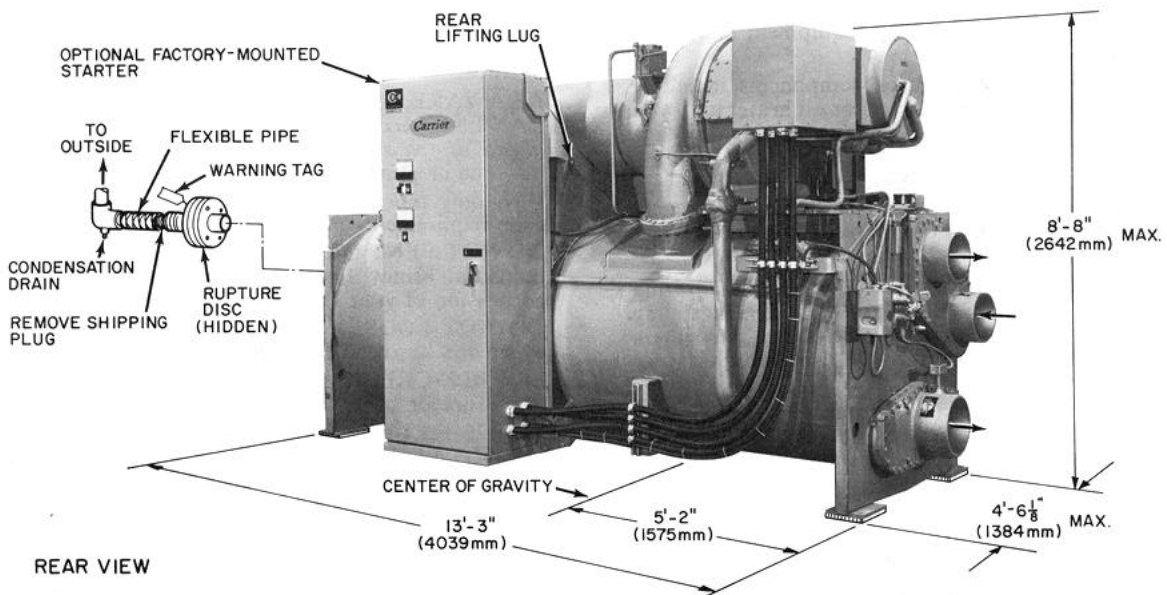 REAR
LIFTING LUG
OPTIONAL FACTORY-MOUNTED
STARTER
Carrier
TO
OUTSIDE
FLEXIBLE PIPE
WARNING TAG
CONDENSATION
DRAIN
REMOVE SHIPPING
PLUG
RUPTURE
DISC
(HIDDEN)
8'-8"
(2642mm) MAX.
CENTER OF GRAVITY
13'-3"
(4039mm)
5'-2"
(1575mm)
4'-6 1/8"
(1384mm) MAX.
REAR VIEW